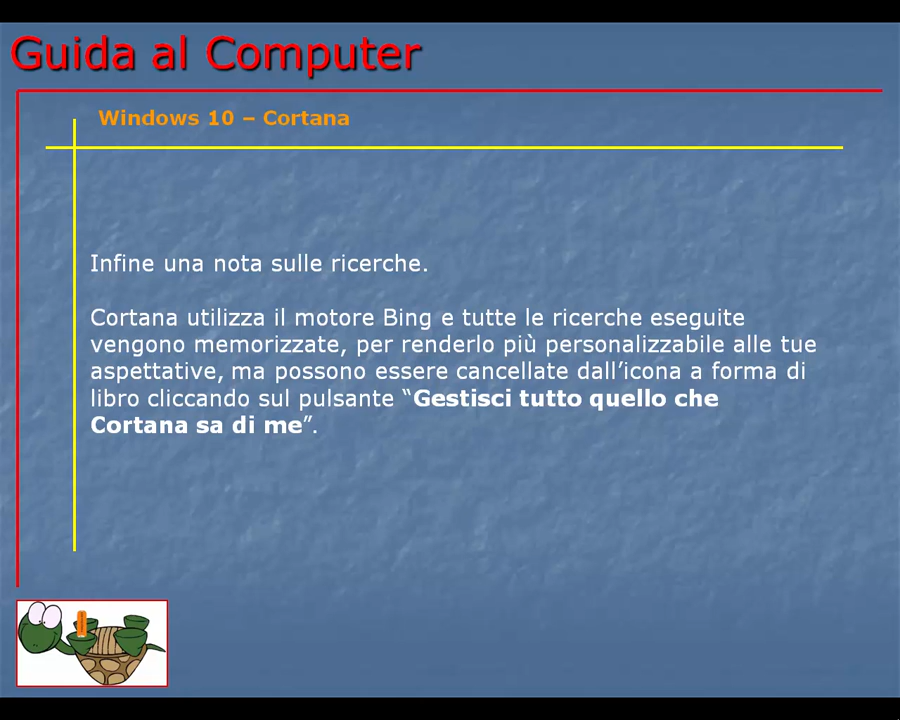 Guida al Computer
Windows 10 – Cortana
Infine una nota sulle ricerche.
Cortana utilizza il motore Bing e tutte le ricerche eseguite
vengono memorizzate, per renderlo più personalizzabile alle tue
aspettative, ma possono essere cancellate dall’icona a forma di
libro cliccando sul pulsante “Gestisci tutto quello che
Cortana sa di me”.